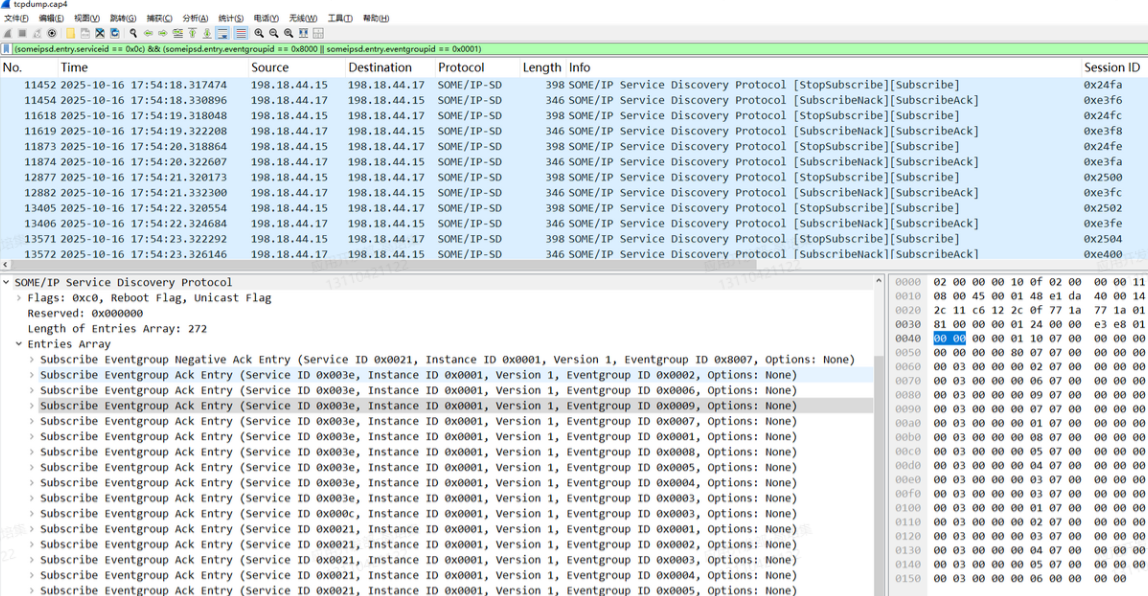 tcpdump.cap4
文件(F) 编辑(E) 视图(V) 跳转(G) 捕获(C) 分析(A) 统计(S) 电话(Y) 无线(W) 工具(T) 帮助(H)
(someipsd.entry.serviceid == 0x0c) && (someipsd.entry.eventgroupid == 0x8000 || someipsd.entry.eventgroupid == 0x0001)
No. Time Source Destination Protocol Length Info Session ID
11452 2025-10-16 17:54:18.317474 198.18.44.15 198.18.44.17 SOME/IP-SD 398 SOME/IP Service Discovery Protocol [StopSubscribe][Subscribe] 0x24fa
11454 2025-10-16 17:54:18.330896 198.18.44.17 198.18.44.15 SOME/IP-SD 346 SOME/IP Service Discovery Protocol [SubscribeNack][SubscribeAck] 0xe3f6
11618 2025-10-16 17:54:19.318048 198.18.44.15 198.18.44.17 SOME/IP-SD 398 SOME/IP Service Discovery Protocol [StopSubscribe][Subscribe] 0x24fc
11619 2025-10-16 17:54:19.322208 198.18.44.17 198.18.44.15 SOME/IP-SD 346 SOME/IP Service Discovery Protocol [SubscribeNack][SubscribeAck] 0xe3f8
11873 2025-10-16 17:54:20.318864 198.18.44.15 198.18.44.17 SOME/IP-SD 398 SOME/IP Service Discovery Protocol [StopSubscribe][Subscribe] 0x24fe
11874 2025-10-16 17:54:20.322607 198.18.44.17 198.18.44.15 SOME/IP-SD 346 SOME/IP Service Discovery Protocol [SubscribeNack][SubscribeAck] 0xe3fa
12877 2025-10-16 17:54:21.320173 198.18.44.15 198.18.44.17 SOME/IP-SD 398 SOME/IP Service Discovery Protocol [StopSubscribe][Subscribe] 0x2500
12882 2025-10-16 17:54:21.332300 198.18.44.17 198.18.44.15 SOME/IP-SD 346 SOME/IP Service Discovery Protocol [SubscribeNack][SubscribeAck] 0xe3fc
13405 2025-10-16 17:54:22.320554 198.18.44.15 198.18.44.17 SOME/IP-SD 398 SOME/IP Service Discovery Protocol [StopSubscribe][Subscribe] 0x2502
13406 2025-10-16 17:54:22.324684 198.18.44.17 198.18.44.15 SOME/IP-SD 346 SOME/IP Service Discovery Protocol [SubscribeNack][SubscribeAck] 0xe3fe
13571 2025-10-16 17:54:23.322292 198.18.44.15 198.18.44.17 SOME/IP-SD 398 SOME/IP Service Discovery Protocol [StopSubscribe][Subscribe] 0x2504
13572 2025-10-16 17:54:23.326146 198.18.44.17 198.18.44.15 SOME/IP-SD 346 SOME/IP Service Discovery Protocol [SubscribeNack][SubscribeAck] 0xe400
SOME/IP Service Discovery Protocol
Flags: 0xc0, Reboot Flag, Unicast Flag
Reserved: 0x000000
Length of Entries Array: 272
Entries Array
Subscribe Eventgroup Negative Ack Entry (Service ID 0x0021, Instance ID 0x0001, Version 1, Eventgroup ID 0x8007, Options: None)
Subscribe Eventgroup Ack Entry (Service ID 0x003e, Instance ID 0x0001, Version 1, Eventgroup ID 0x0002, Options: None)
Subscribe Eventgroup Ack Entry (Service ID 0x003e, Instance ID 0x0001, Version 1, Eventgroup ID 0x0006, Options: None)
Subscribe Eventgroup Ack Entry (Service ID 0x003e, Instance ID 0x0001, Version 1, Eventgroup ID 0x0009, Options: None)
Subscribe Eventgroup Ack Entry (Service ID 0x003e, Instance ID 0x0001, Version 1, Eventgroup ID 0x0007, Options: None)
Subscribe Eventgroup Ack Entry (Service ID 0x003e, Instance ID 0x0001, Version 1, Eventgroup ID 0x0001, Options: None)
Subscribe Eventgroup Ack Entry (Service ID 0x003e, Instance ID 0x0001, Version 1, Eventgroup ID 0x0008, Options: None)
Subscribe Eventgroup Ack Entry (Service ID 0x003e, Instance ID 0x0001, Version 1, Eventgroup ID 0x0005, Options: None)
Subscribe Eventgroup Ack Entry (Service ID 0x003e, Instance ID 0x0001, Version 1, Eventgroup ID 0x0004, Options: None)
Subscribe Eventgroup Ack Entry (Service ID 0x003e, Instance ID 0x0001, Version 1, Eventgroup ID 0x0003, Options: None)
Subscribe Eventgroup Ack Entry (Service ID 0x000c, Instance ID 0x0001, Version 1, Eventgroup ID 0x0003, Options: None)
Subscribe Eventgroup Ack Entry (Service ID 0x0021, Instance ID 0x0001, Version 1, Eventgroup ID 0x0001, Options: None)
Subscribe Eventgroup Ack Entry (Service ID 0x0021, Instance ID 0x0001, Version 1, Eventgroup ID 0x0002, Options: None)
Subscribe Eventgroup Ack Entry (Service ID 0x0021, Instance ID 0x0001, Version 1, Eventgroup ID 0x0003, Options: None)
Subscribe Eventgroup Ack Entry (Service ID 0x0021, Instance ID 0x0001, Version 1, Eventgroup ID 0x0004, Options: None)
Subscribe Eventgroup Ack Entry (Service ID 0x0021, Instance ID 0x0001, Version 1, Eventgroup ID 0x0005, Options: None)
0000 02 00 00 00 10 0f 02 00 00 00 11
0010 08 00 45 00 01 48 e1 da 40 00 14
0020 2c 11 c6 12 2c 0f 77 1a 77 1a 01
0030 81 00 00 00 01 24 00 00 e3 e8 01
0040 00 00 00 00 01 10 07 00 00 00 00
0050 00 00 00 00 80 07 07 00 00 00 00
0060 00 03 00 00 00 02 07 00 00 00 00
0070 00 03 00 00 00 06 07 00 00 00 00
0080 00 03 00 00 00 09 07 00 00 00 00
0090 00 03 00 00 00 07 07 00 00 00 00
00a0 00 03 00 00 00 01 07 00 00 00 00
00b0 00 03 00 00 00 08 07 00 00 00 00
00c0 00 03 00 00 00 05 07 00 00 00 00
00d0 00 03 00 00 00 04 07 00 00 00 00
00e0 00 03 00 00 00 03 07 00 00 00 00
00f0 00 03 00 00 00 03 07 00 00 00 00
0100 00 03 00 00 00 01 07 00 00 00 00
0110 00 03 00 00 00 02 07 00 00 00 00
0120 00 03 00 00 00 03 07 00 00 00 00
0130 00 03 00 00 00 04 07 00 00 00 00
0140 00 03 00 00 00 05 07 00 00 00 00
0150 00 03 00 00 00 06 00 00 00 00